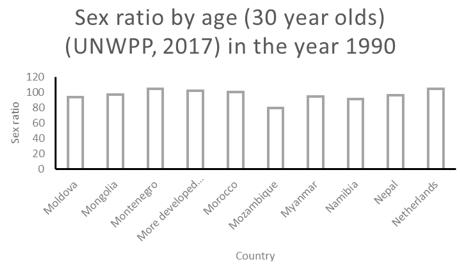 Sex ratio by age (30 year olds)
(UNWPP, 2017) in the year 1990
120
100
80
60
40
20
0
Sex ratio
Moldova
Mongolia
Montenegro
More developed...
Morocco
Mozambique
Myanmar
Namibia
Nepal
Netherlands
Country